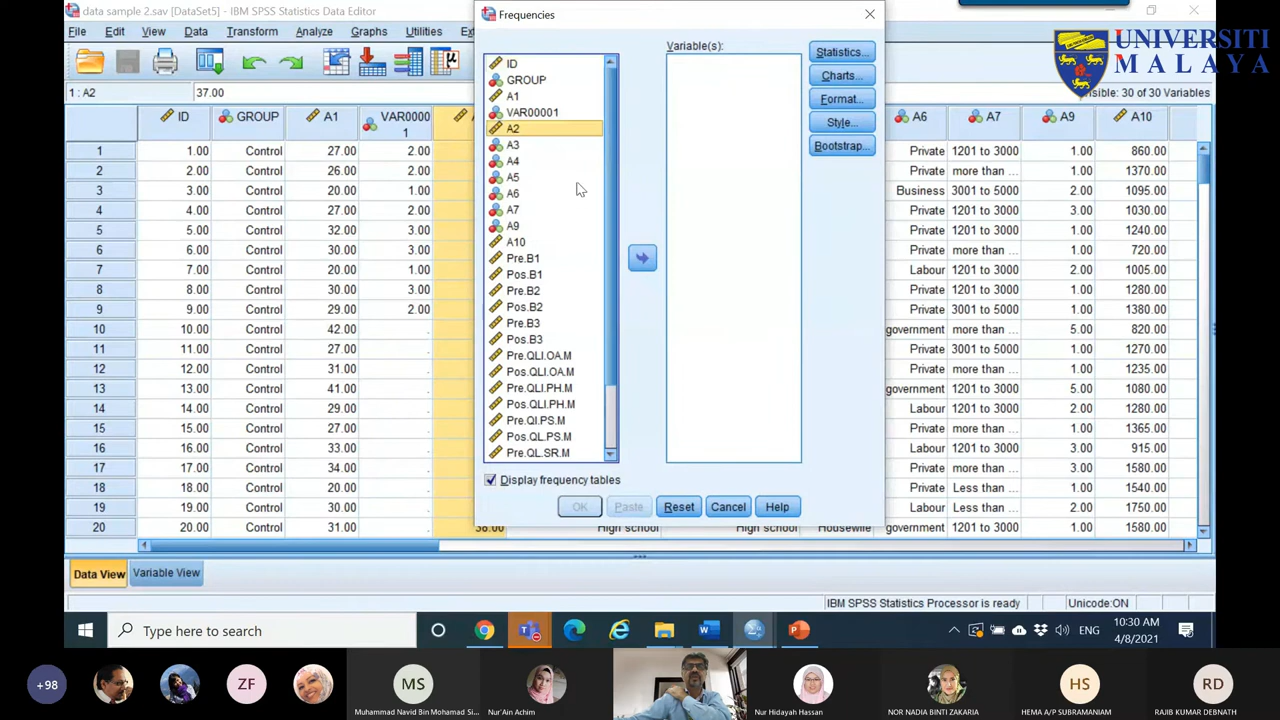 data sample 2.sav [DataSet5] - IBM SPSS Statistics Data Editor
File Edit View Data Transform Analyze Graphs Utilities
1 : A2 37.00
Visible: 30 of 30 Variables
UNIVERSITI
MALAYA
Frequencies
Variable(s):
ID
GROUP
A1
VAR00001
A2
A3
A4
A5
A6
A7
A9
A10
Pre.B1
Pos.B1
Pre.B2
Pos.B2
Pre.B3
Pos.B3
Pre.QLI.OA.M
Pos.QLI.OA.M
Pre.QLI.PH.M
Pos.QLI.PH.M
Pre.Ql.PS.M
Pos.QL.PS.M
Pre.QL.SR.M
Statistics...
Charts...
Format...
Style...
Bootstrap...
Display frequency tables
OK Paste Reset Cancel Help
ID GROUP A1 VAR00001 A6 A7 A9 A10
1 1.00 Control 27.00 2.00 Private 1201 to 3000 1.00 860.00
2 2.00 Control 26.00 2.00 Private more than ... 1.00 1370.00
3 3.00 Control 20.00 1.00 Business 3001 to 5000 2.00 1095.00
4 4.00 Control 27.00 2.00 Private 1201 to 3000 3.00 1030.00
5 5.00 Control 32.00 3.00 Private 1201 to 3000 1.00 1240.00
6 6.00 Control 30.00 3.00 Private more than ... 1.00 720.00
7 7.00 Control 20.00 1.00 Labour 1201 to 3000 2.00 1005.00
8 8.00 Control 30.00 3.00 Private more than ... 1.00 1280.00
9 9.00 Control 29.00 2.00 Private 3001 to 5000 1.00 1380.00
10 10.00 Control 42.00 . government more than ... 5.00 820.00
11 11.00 Control 27.00 . Private 3001 to 5000 1.00 1270.00
12 12.00 Control 31.00 . Private more than ... 1.00 1235.00
13 13.00 Control 41.00 . government more than ... 5.00 1080.00
14 14.00 Control 29.00 . Labour 1201 to 3000 2.00 1280.00
15 15.00 Control 27.00 . Private more than ... 1.00 1365.00
16 16.00 Control 33.00 . Labour 1201 to 3000 3.00 915.00
17 17.00 Control 34.00 . Private more than ... 3.00 1580.00
18 18.00 Control 20.00 . Private Less than ... 1.00 1540.00
19 19.00 Control 30.00 . Labour Less than ... 2.00 1750.00
20 20.00 Control 31.00 . 38.00 High school High school Housewife government 1201 to 3000 1.00 1580.00
Data View Variable View
IBM SPSS Statistics Processor is ready Unicode:ON
Type here to search
ENG
10:30 AM
4/8/2021
+98
ZF
MS
HS
RD
Muhammad Navid Bin Mohamad Si...
Nur'Ain Achim
Nur Hidayah Hassan
NOR NADIA BINTI ZAKARIA
HEMA A/P SUBRAMANIAM
RAJIB KUMAR DEBNATH